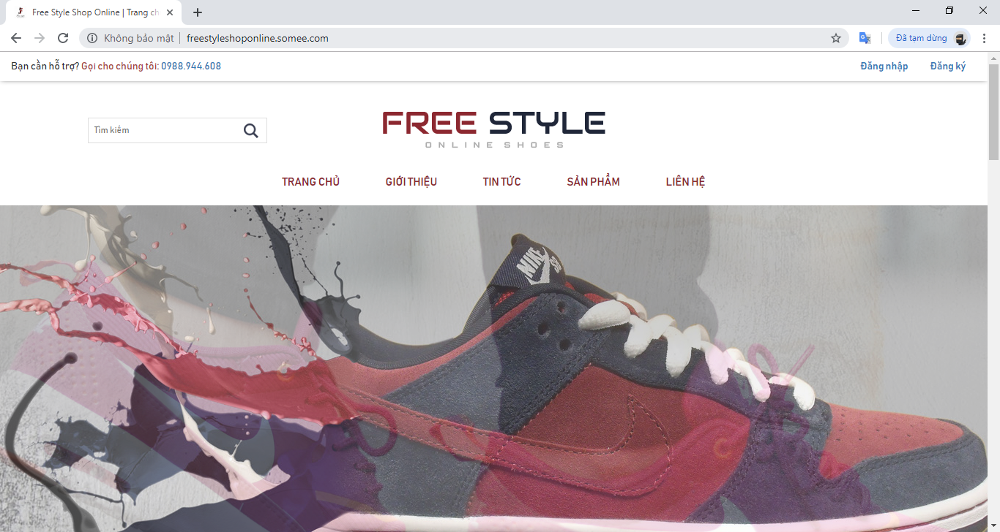 Free Style Shop Online | Trang ch
Không bảo mật
freestyleshoponline.somee.com
Đã tạm dừng
Bạn cần hỗ trợ? Gọi cho chúng tôi: 0988.944.608
Đăng nhập
Đăng ký
Tìm kiếm
FREE STYLE
ONLINE SHOES
TRANG CHỦ
GIỚI THIỆU
TIN TỨC
SẢN PHẨM
LIÊN HỆ
NIKE
SB